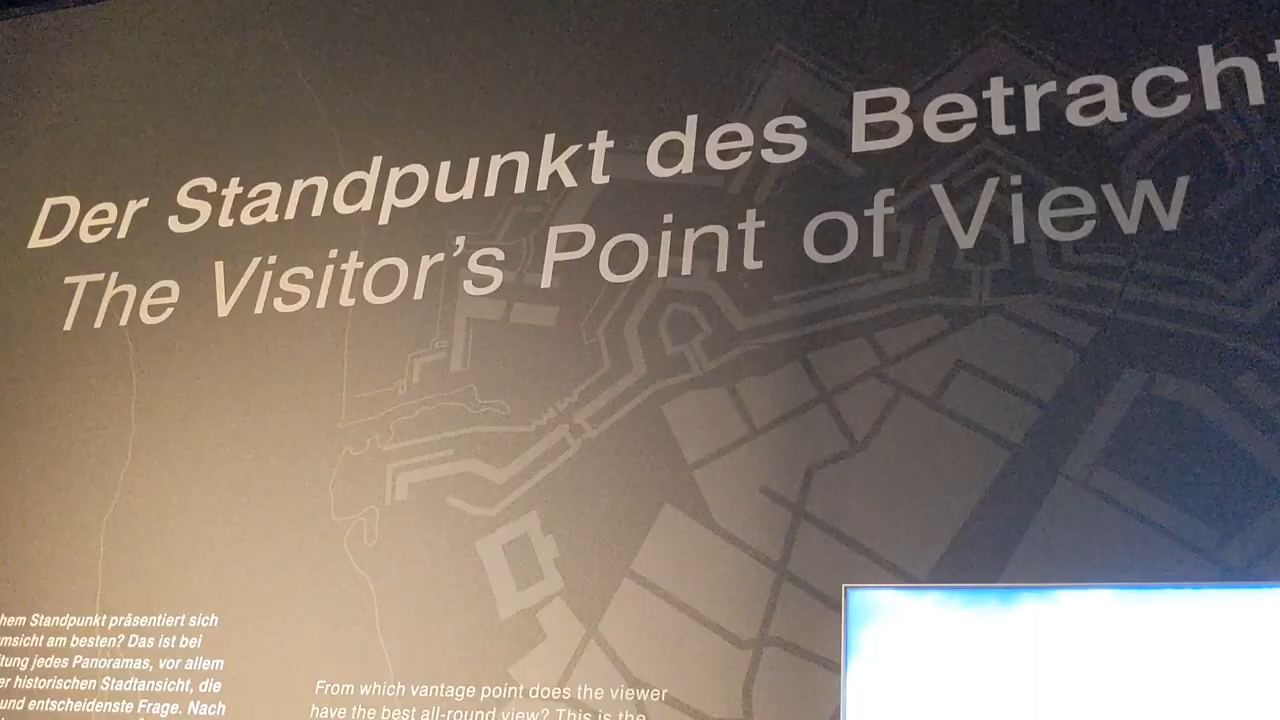 Der Standpunkt des Betracht
The Visitor's Point of View
hem Standpunkt präsentiert sich
msicht am besten? Das ist bei
tung jedes Panoramas, vor allem
er historischen Stadtansicht, die
und entscheidenste Frage. Nach
From which vantage point does the viewer
have the best all-round view? This is the